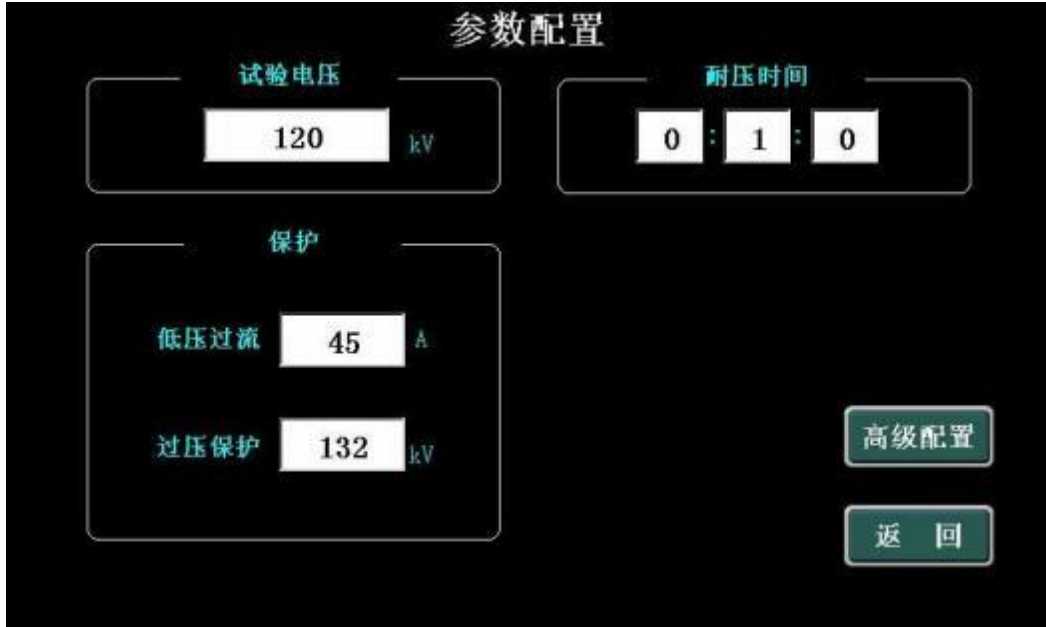 参数配置
试验电压
120 kV
耐压时间
0 : 1 : 0
保护
低压过流 45 A
过压保护 132 kV
高级配置
返 回